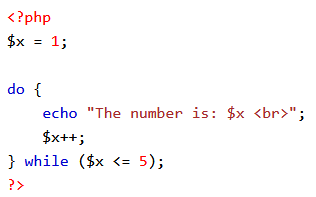 <?php
$x = 1;

do {
    echo "The number is: $x <br>";
    $x++;
} while ($x <= 5);
?>